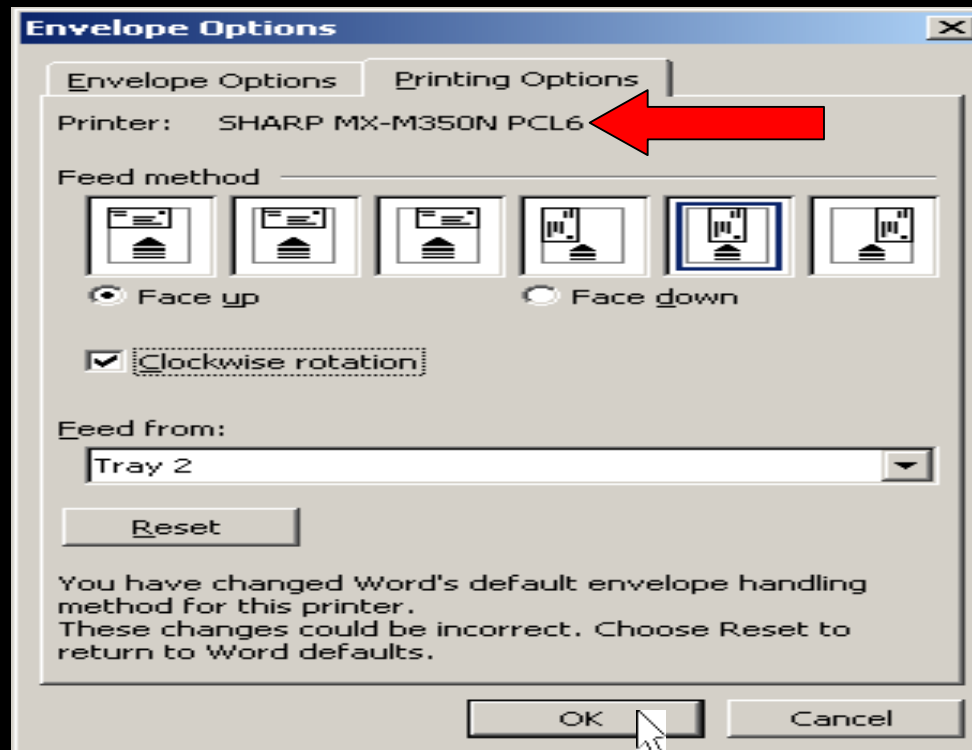 Envelope Options
Envelope Options Printing Options
Printer: SHARP MX-M350N PCL6
Feed method
Face up Face down
Clockwise rotation
Feed from:
Tray 2
Reset
You have changed Word's default envelope handling
method for this printer.
These changes could be incorrect. Choose Reset to
return to Word defaults.
OK Cancel